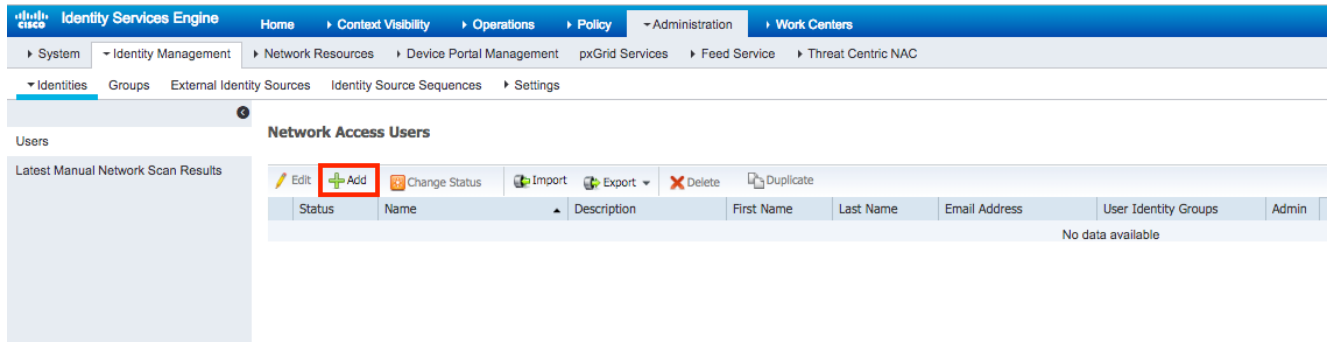 cisco Identity Services Engine Home Context Visibility Operations Policy Administration Work Centers
System Identity Management Network Resources Device Portal Management pxGrid Services Feed Service Threat Centric NAC
Identities Groups External Identity Sources Identity Source Sequences Settings
Users
Latest Manual Network Scan Results
Network Access Users
Edit Add Change Status Import Export Delete Duplicate
Status Name Description First Name Last Name Email Address User Identity Groups Admin
No data available